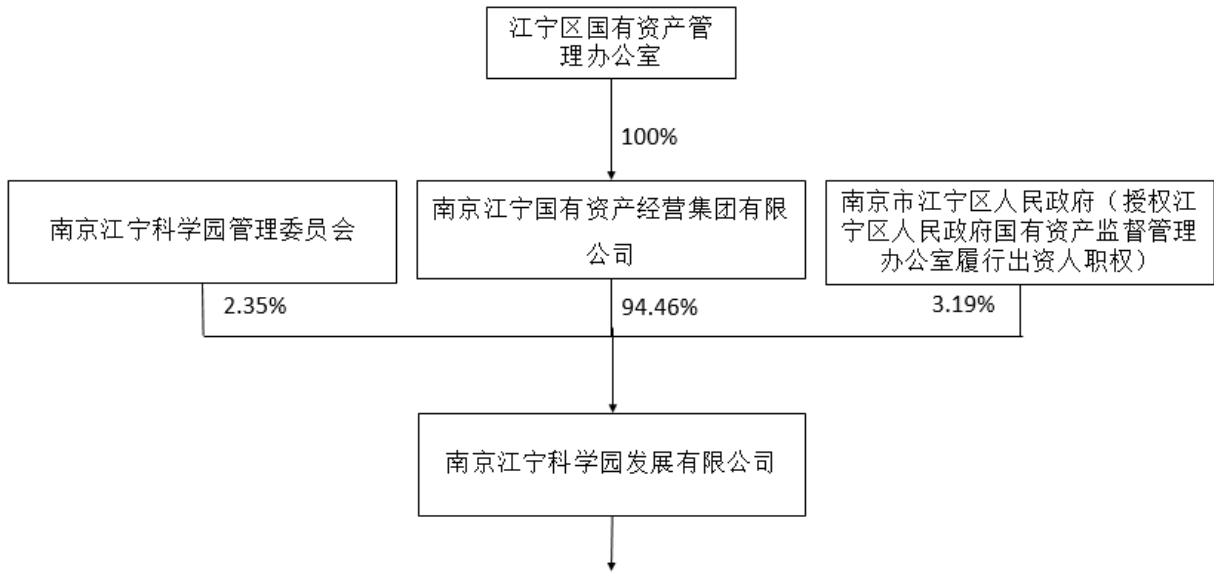 江宁区国有资产管
理办公室
100%
南京江宁科学园管理委员会
南京江宁国有资产经营集团有限
公司
南京市江宁区人民政府（授权江
宁区人民政府国有资产监督管理
办公室履行出资人职权）
2.35%
94.46%
3.19%
南京江宁科学园发展有限公司